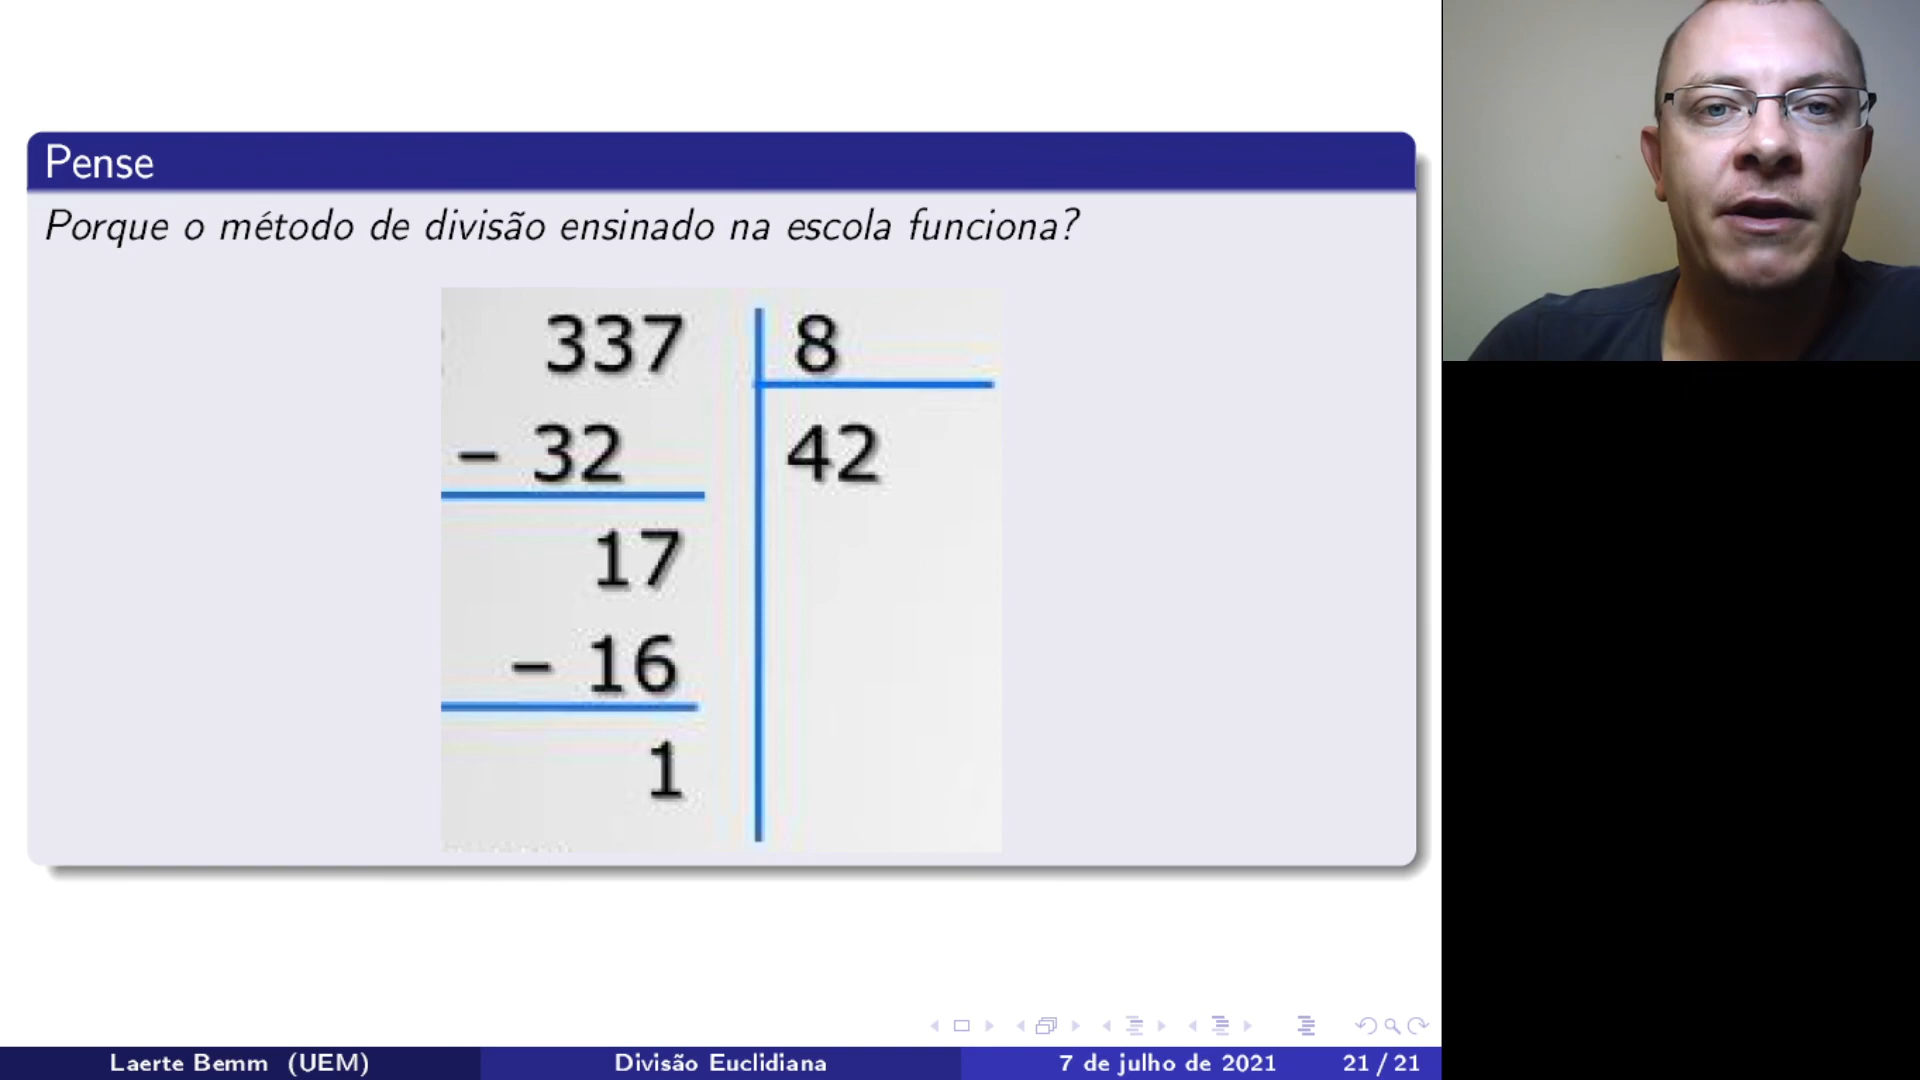 Pense
Porque o método de divisão ensinado na escola funciona?
337 8
– 32 42
17
– 16
1
Laerte Bemm (UEM) Divisão Euclidiana 7 de julho de 2021 21 / 21